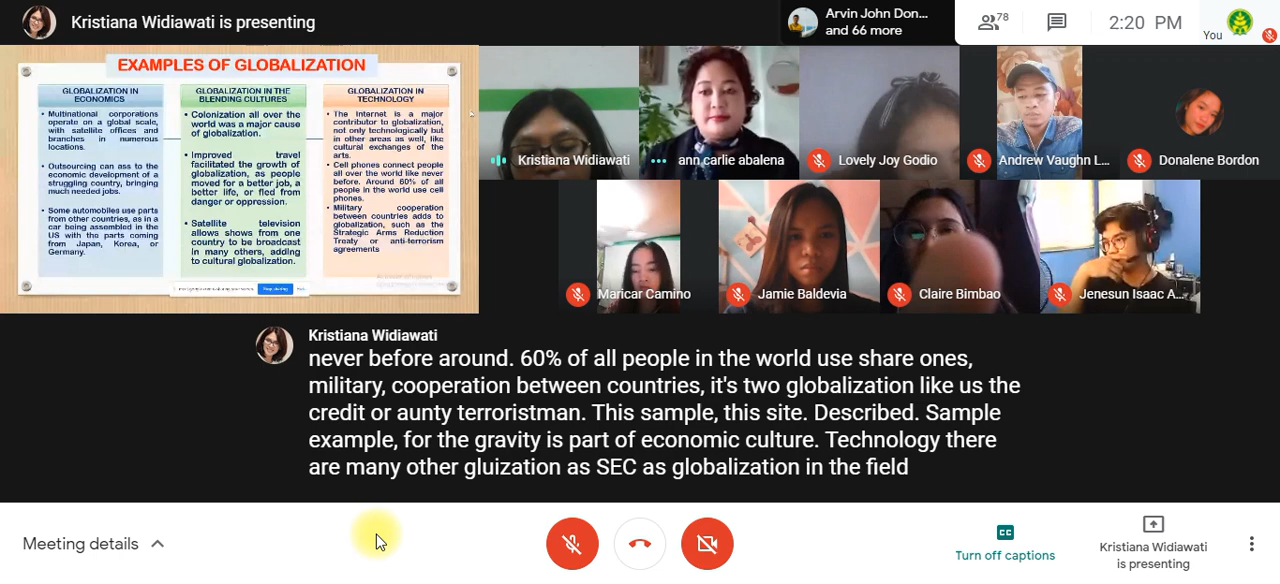 Kristiana Widiawati is presenting
Arvin John Don...
and 66 more
78
2:20 PM
You
EXAMPLES OF GLOBALIZATION
GLOBALIZATION IN
ECONOMICS
• Multinational corporations
operate on a global scale,
with satellite offices and
branches in numerous
locations.
• Outsourcing can ass to the
economic development of a
struggling country, bringing
much needed jobs.
• Some automobiles use parts
from other countries, as in a
car being assembled in the
US with the parts coming
from Japan, Korea, or
Germany.
GLOBALIZATION IN THE
BLENDING CULTURES
• Colonization all over the
world was a major cause
of globalization.
• Improved travel
facilitated the growth of
globalization, as people
moved for a better job, a
better life, or fled from
danger or oppression.
• Satellite television
allows shows from one
country to be broadcast
in many others, adding
to cultural globalization.
GLOBALIZATION IN
TECHNOLOGY
• The Internet is a major
contributor to globalization,
not only technologically but
in other areas as well, like
cultural exchanges of the
arts.
• Cell phones connect people
all over the world like never
before. Around 60% of all
people in the world use cell
phones.
• Military cooperation
between countries adds to
globalization, such as the
Strategic Arms Reduction
Treaty or anti-terrorism
agreements
Kristiana Widiawati
ann carlie abalena
Lovely Joy Godio
Andrew Vaughn L...
Donalene Bordon
Maricar Camino
Jamie Baldevia
Claire Bimbao
Jenesun Isaac A...
Kristiana Widiawati
never before around. 60% of all people in the world use share ones,
military, cooperation between countries, it's two globalization like us the
credit or aunty terroristman. This sample, this site. Described. Sample
example, for the gravity is part of economic culture. Technology there
are many other gluization as SEC as globalization in the field
Meeting details
CC
Turn off captions
Kristiana Widiawati
is presenting